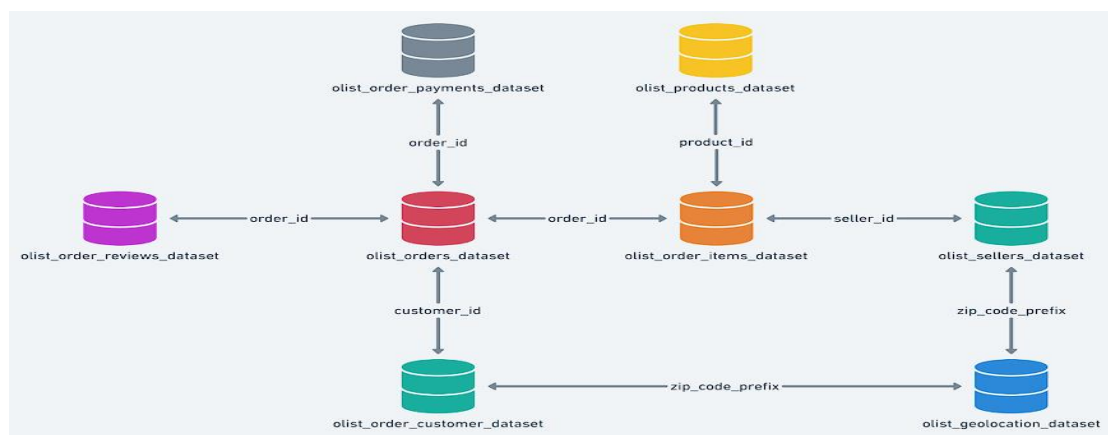 olist_order_payments_dataset
olist_products_dataset
order_id
product_id
order_id
order_id
seller_id
olist_order_reviews_dataset
olist_orders_dataset
olist_order_items_dataset
olist_sellers_dataset
customer_id
zip_code_prefix
zip_code_prefix
olist_order_customer_dataset
olist_geolocation_dataset